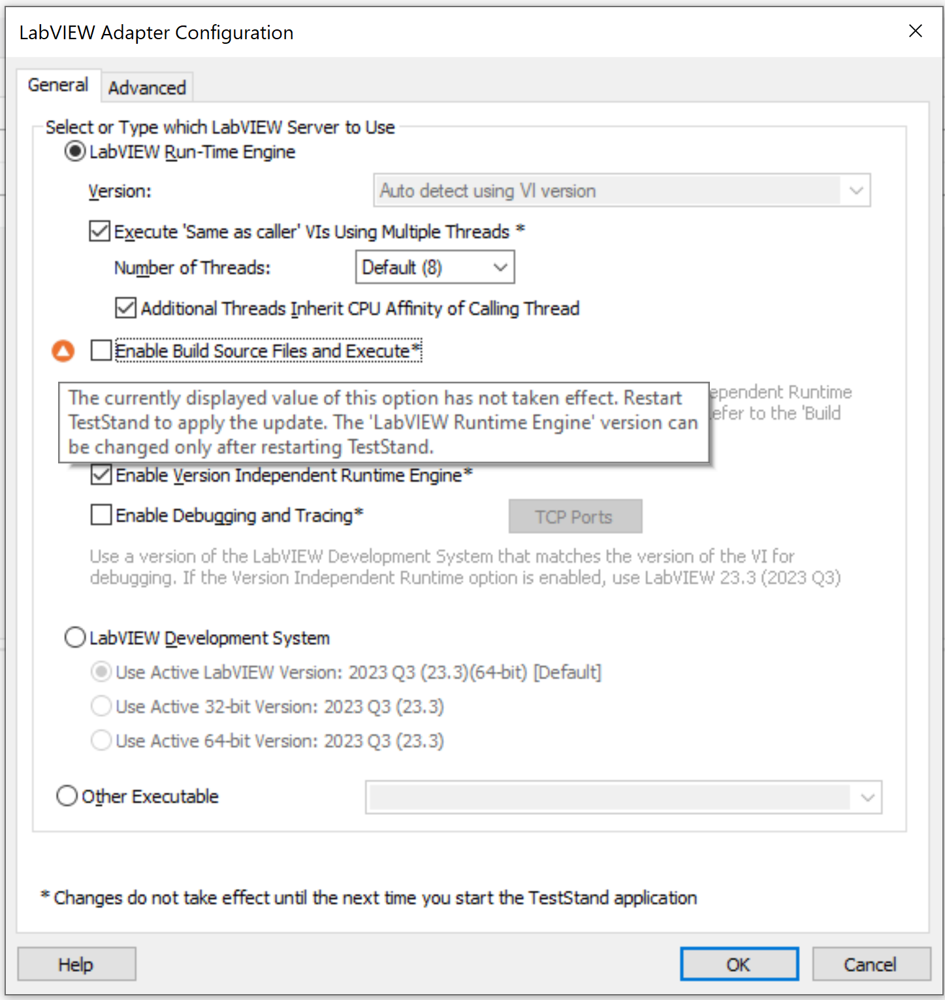 LabVIEW Adapter Configuration
General
Advanced
Select or Type which LabVIEW Server to Use
LabVIEW Run-Time Engine
Version:
Auto detect using VI version
Execute 'Same as caller' VIs Using Multiple Threads *
Number of Threads:
Default (8)
Additional Threads Inherit CPU Affinity of Calling Thread
Enable Build Source Files and Execute*
The currently displayed value of this option has not taken effect. Restart
TestStand to apply the update. The 'LabVIEW Runtime Engine' version can
be changed only after restarting TestStand.
ependent Runtime
efer to the 'Build
Enable Version Independent Runtime Engine*
Enable Debugging and Tracing*
TCP Ports
Use a version of the LabVIEW Development System that matches the version of the VI for
debugging. If the Version Independent Runtime option is enabled, use LabVIEW 23.3 (2023 Q3)
LabVIEW Development System
Use Active LabVIEW Version: 2023 Q3 (23.3)(64-bit) [Default]
Use Active 32-bit Version: 2023 Q3 (23.3)
Use Active 64-bit Version: 2023 Q3 (23.3)
Other Executable
* Changes do not take effect until the next time you start the TestStand application
Help
OK
Cancel